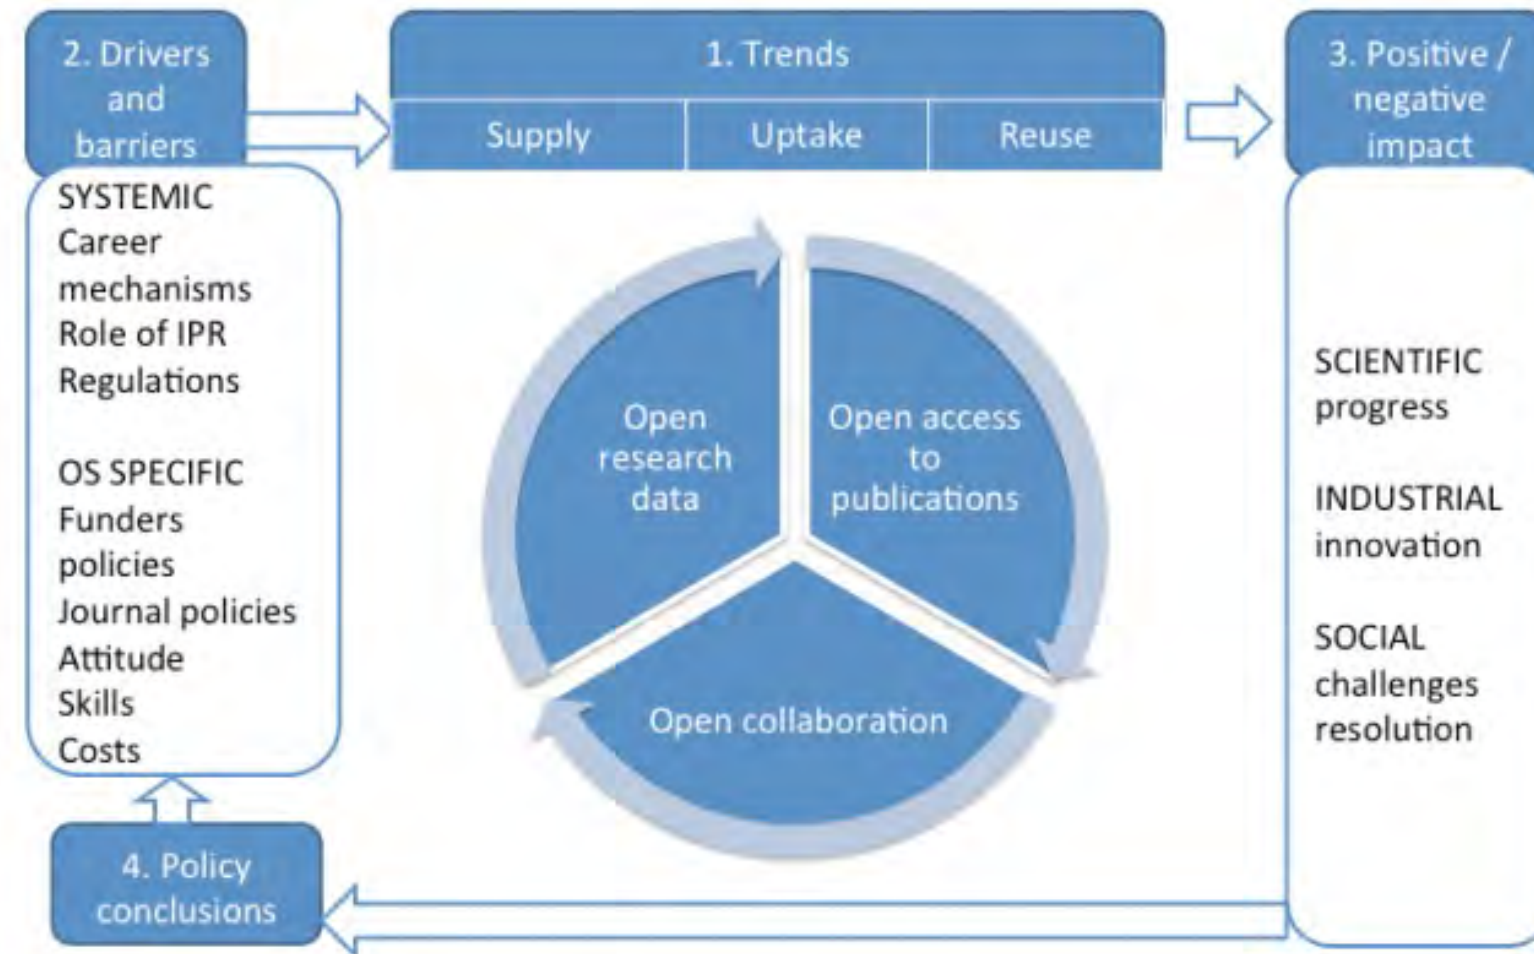 2. Drivers
and
barriers
SYSTEMIC
Career
mechanisms
Role of IPR
Regulations
OS SPECIFIC
Funders
policies
Journal policies
Attitude
Skills
Costs
1. Trends
Supply
Uptake
Reuse
Open
research
data
Open access
to
publications
Open collaboration
3. Positive /
negative
impact
SCIENTIFIC
progress
INDUSTRIAL
innovation
SOCIAL
challenges
resolution
4. Policy
conclusions